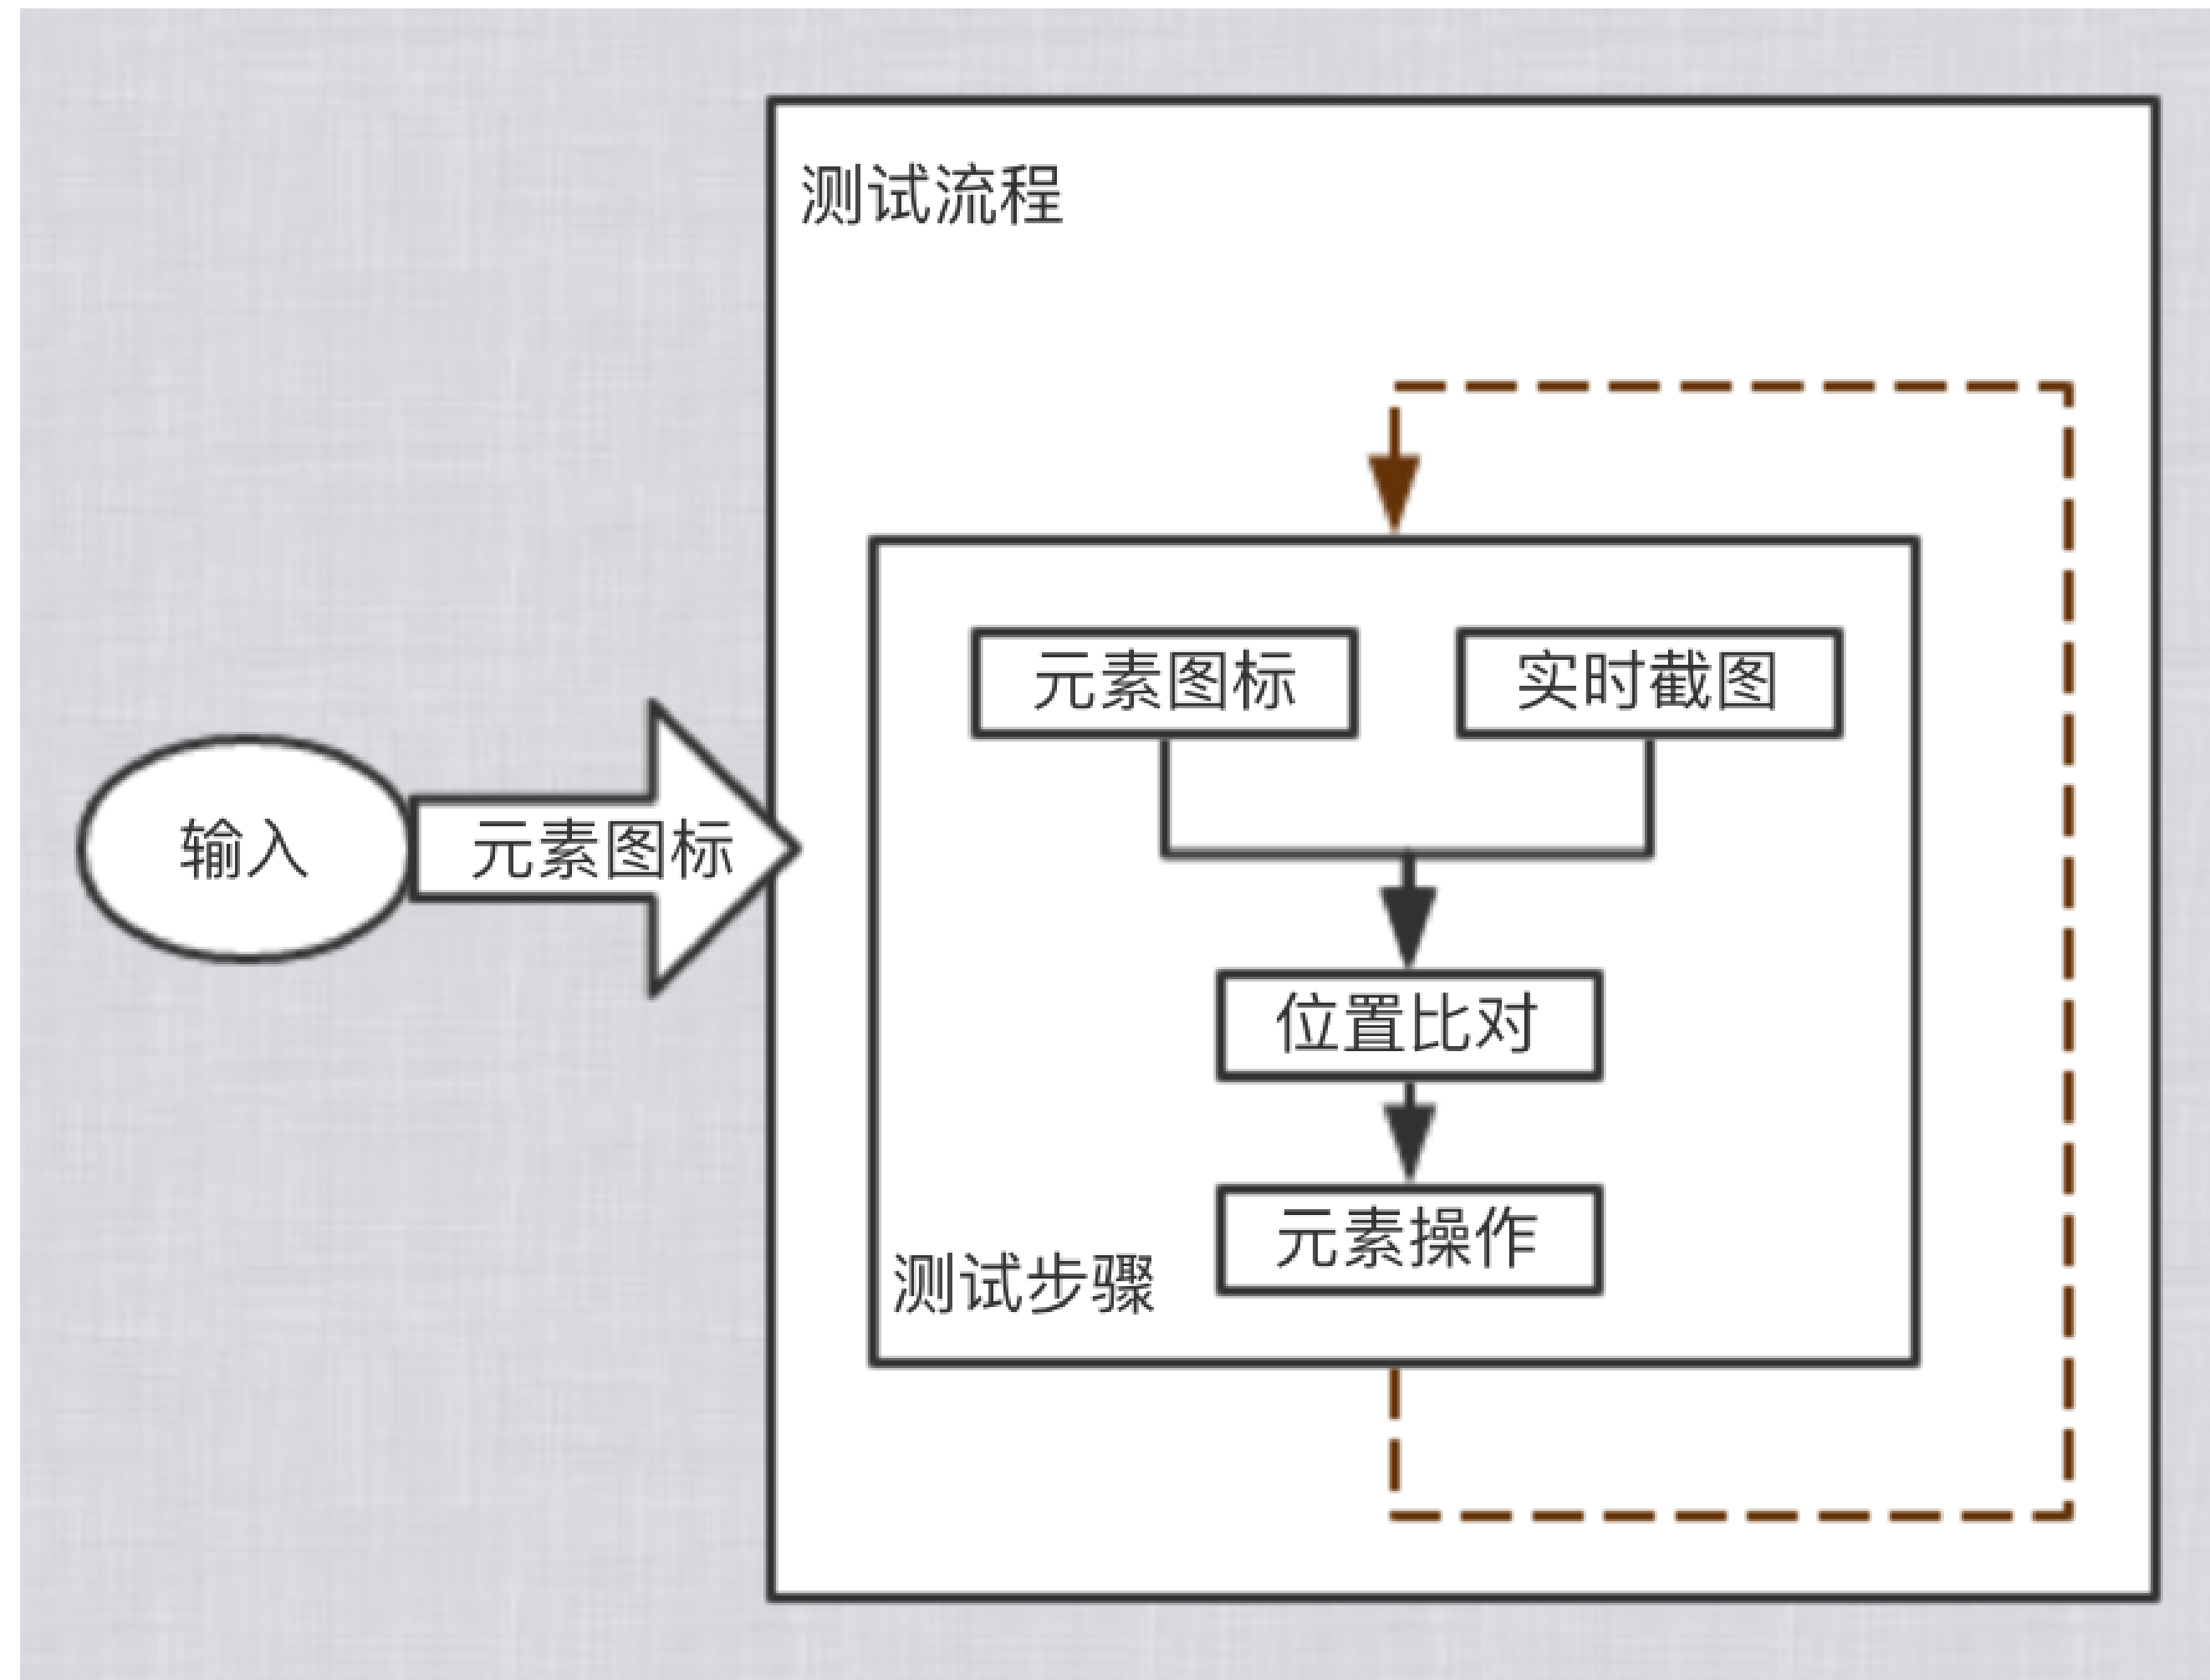 测试流程
元素图标
实时截图
输入
元素图标
位置比对
元素操作
测试步骤